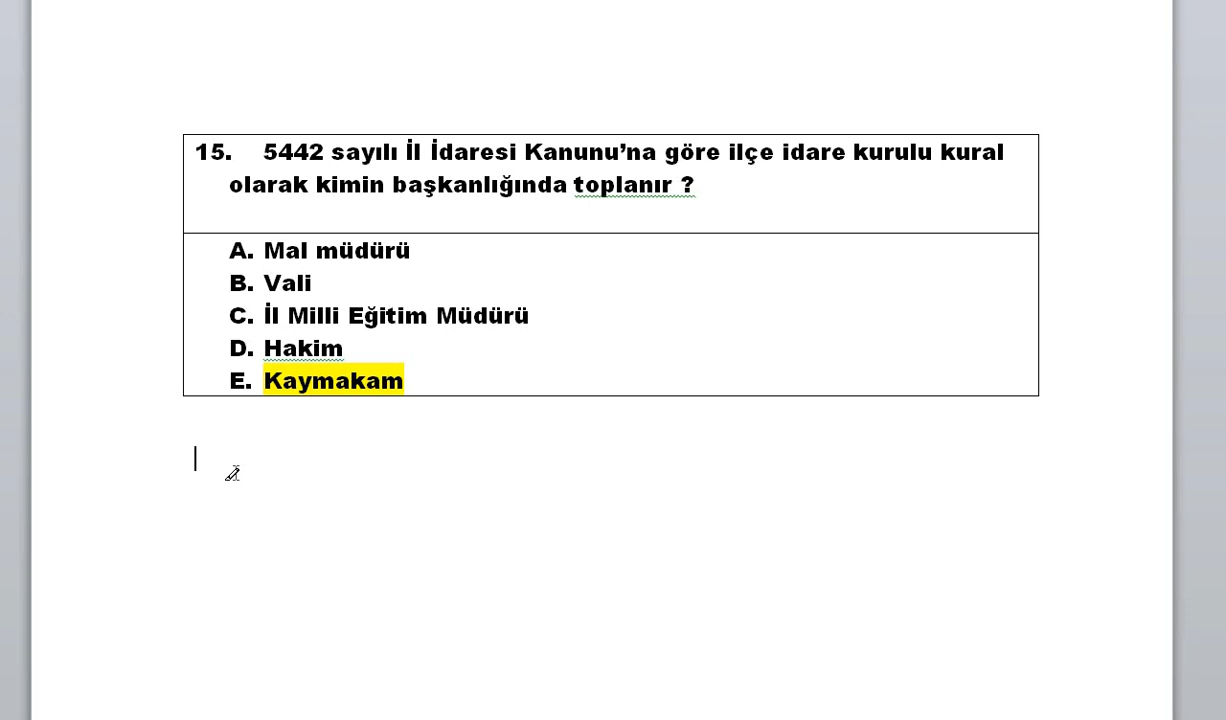 15. 5442 sayılı İl İdaresi Kanunu’na göre ilçe idare kurulu kural
olarak kimin başkanlığında toplanır ?
A. Mal müdürü
B. Vali
C. İl Milli Eğitim Müdürü
D. Hakim
E. Kaymakam